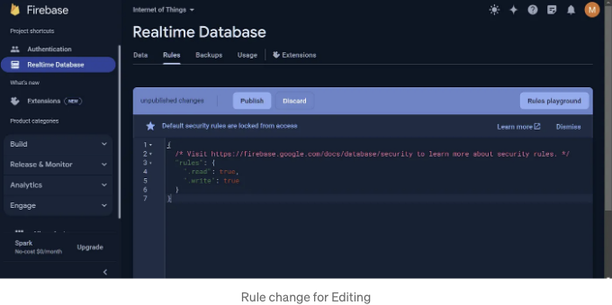 Firebase
Internet of Things
M
Project shortcuts
Authentication
Realtime Database
What's new
Extensions NEW
Product categories
Build
Release & Monitor
Analytics
Engage
Spark
No-cost $0/month
Upgrade
Realtime Database
Data Rules Backups Usage Extensions
unpublished changes Publish Discard Rules playground
Default security rules are locked from access Learn more Dismiss
1 {
2 /* Visit https://firebase.google.com/docs/database/security to learn more about security rules. */
3 "rules": {
4 ".read": true,
5 ".write": true
6 }
7 }
Rule change for Editing